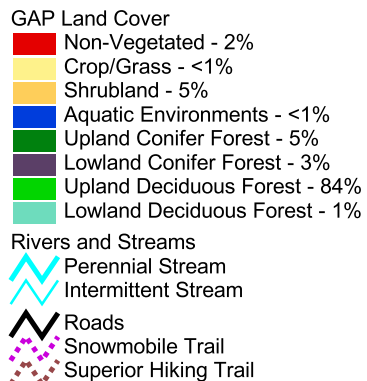 GAP Land Cover
Non-Vegetated - 2%
Crop/Grass - <1%
Shrubland - 5%
Aquatic Environments - <1%
Upland Conifer Forest - 5%
Lowland Conifer Forest - 3%
Upland Deciduous Forest - 84%
Lowland Deciduous Forest - 1%
Rivers and Streams
Perennial Stream
Intermittent Stream
Roads
Snowmobile Trail
Superior Hiking Trail